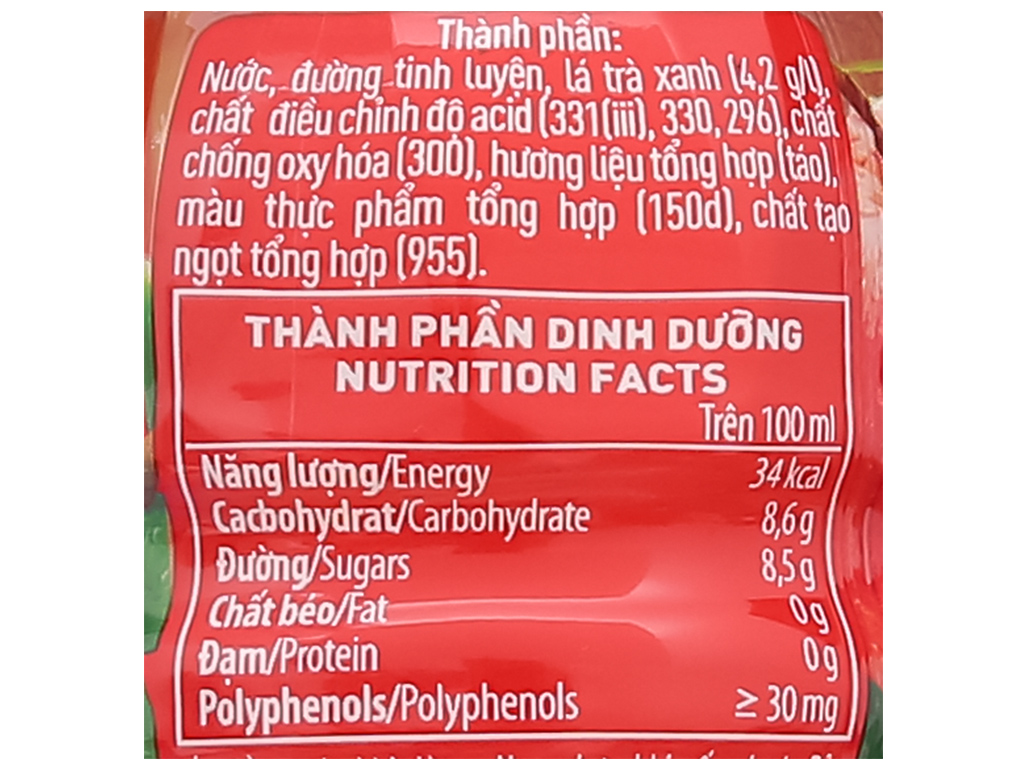 Thành phần:
Nước, đường tinh luyện, lá trà xanh (4,2 g/l),
chất điều chỉnh độ acid (331(iii), 330, 296), chất
chống oxy hóa (300), hương liệu tổng hợp (táo),
màu thực phẩm tổng hợp (150d), chất tạo
ngọt tổng hợp (955).
THÀNH PHẦN DINH DƯỠNG
NUTRITION FACTS
Trên 100 ml
Năng lượng/Energy 34 kcal
Cacbohydrat/Carbohydrate 8,6 g
Đường/Sugars 8,5 g
Chất béo/Fat 0 g
Đạm/Protein 0 g
Polyphenols/Polyphenols ≥ 30 mg